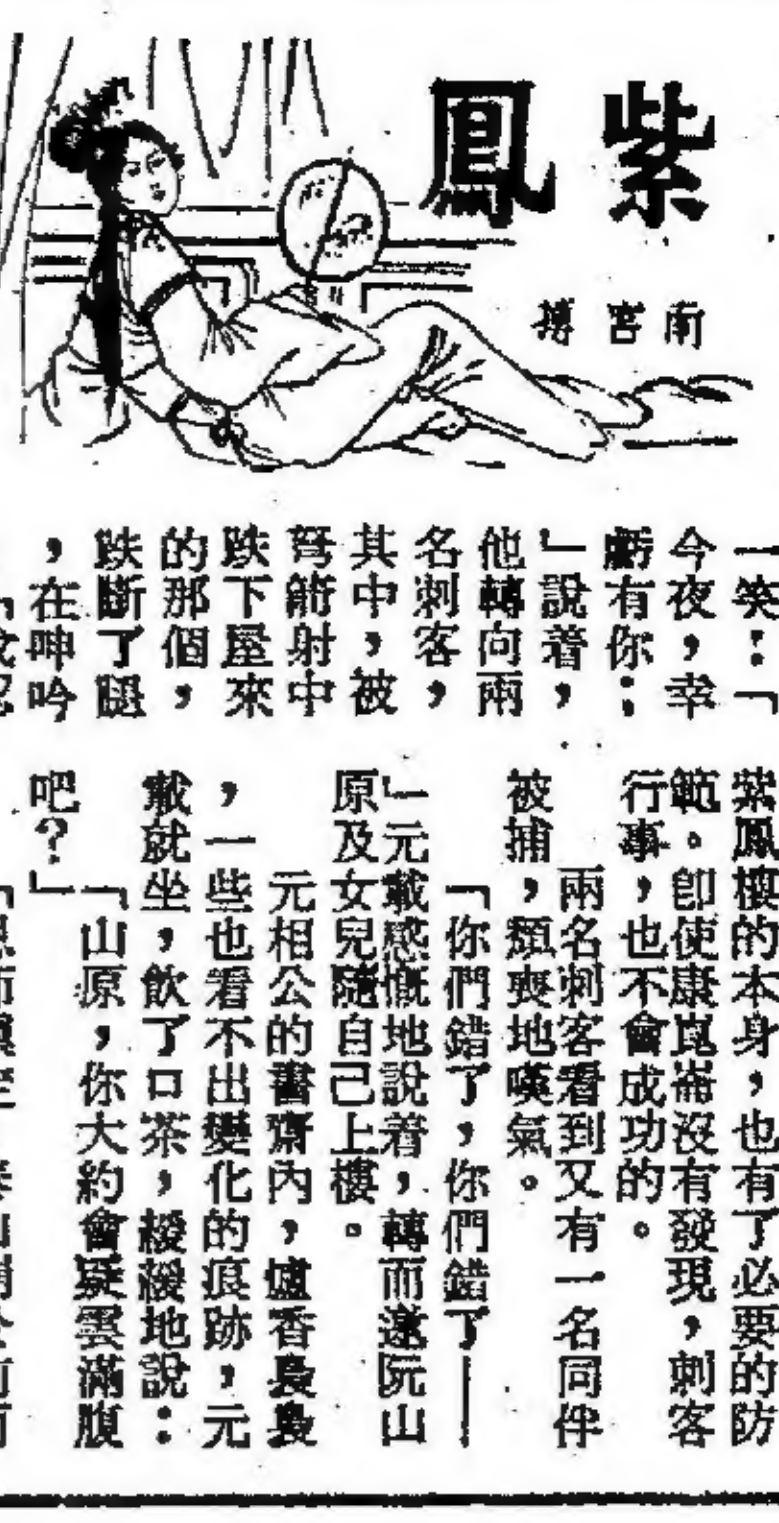 紫鳳
南宮搏
一笑：「
今夜，幸
虧有你；
」說着，
他轉向兩
名刺客，
其中，被
弩箭射中
跌下屋來
的那個，
跌斷了腿
，在呻吟
紫鳳樓的本身，也有了必要的防
範。即使康崑崙沒有發現，刺客
行事，也不會成功的。
兩名刺客看到又有一名同伴
被捕，頹喪地嘆氣。
「你們錯了，你們錯了——
」元載感慨地說着，轉而邀阮山
原及女兒隨自己上樓。
元相公的書齋內，爐香裊裊
，一些也看不出變化的痕跡，元
載就坐，飲了口茶，緩緩地說：
「山原，你大約會疑雲滿腹
吧？」